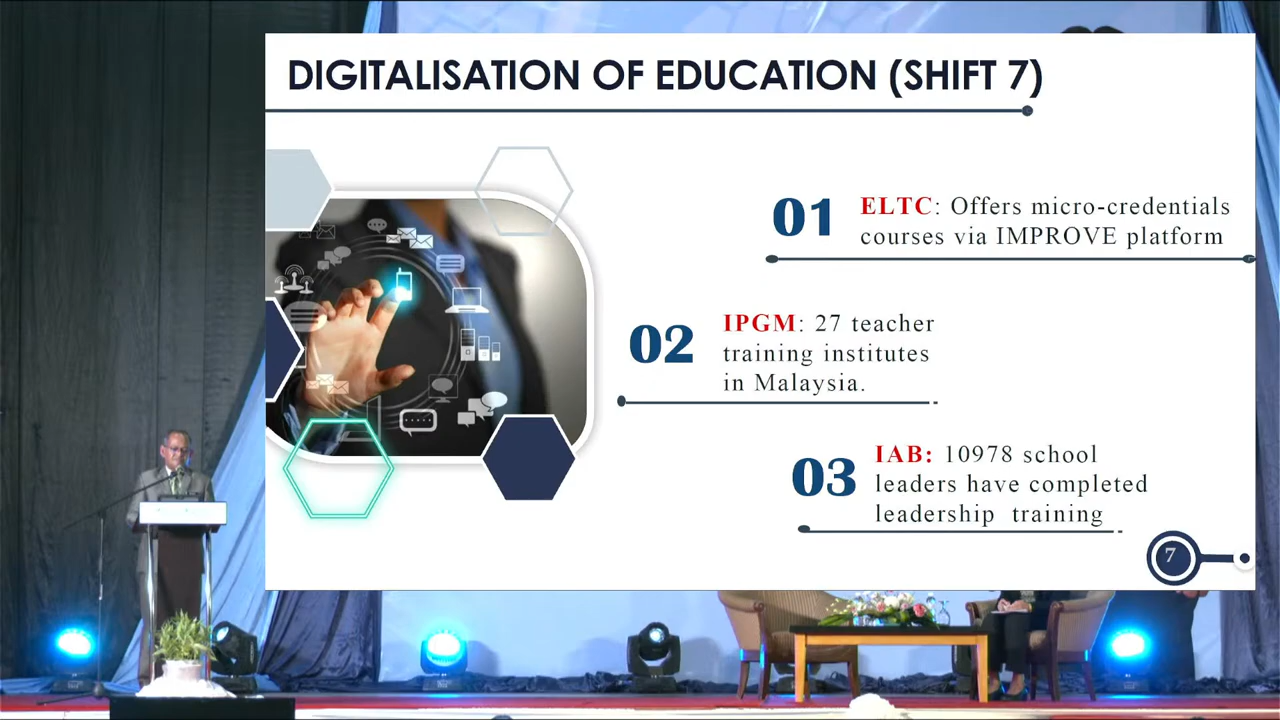 DIGITALISATION OF EDUCATION (SHIFT 7)
01
ELTC: Offers micro-credentials
courses via IMPROVE platform
02
IPGM: 27 teacher
training institutes
in Malaysia.
03
IAB: 10978 school
leaders have completed
leadership training
7